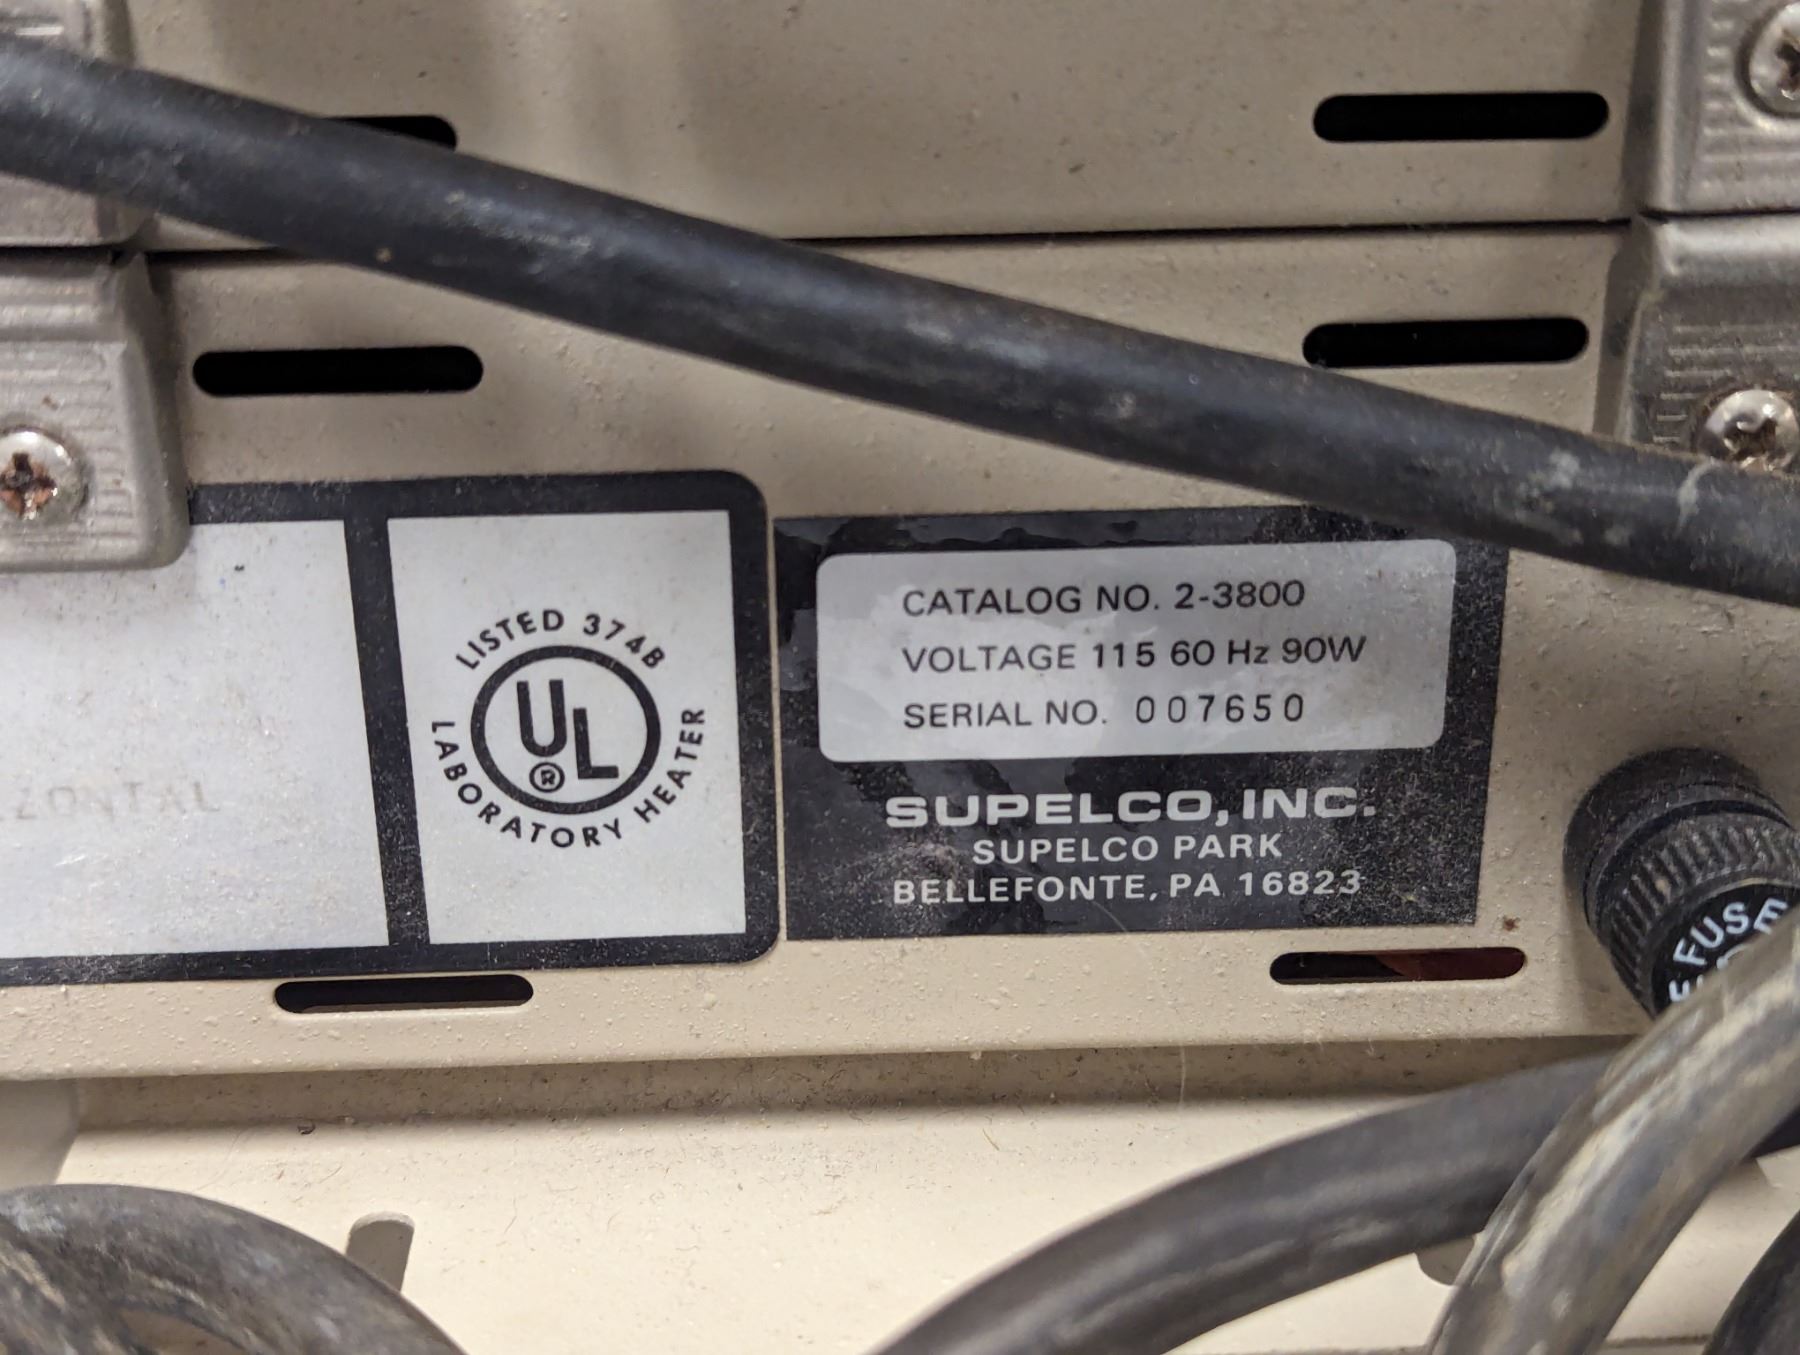 LISTED 374B
UL
®
LABORATORY HEATER
CATALOG NO. 2-3800
VOLTAGE 115 60 Hz 90W
SERIAL NO. 007650
SUPELCO, INC.
SUPELCO PARK
BELLEFONTE, PA 16823
FUSE